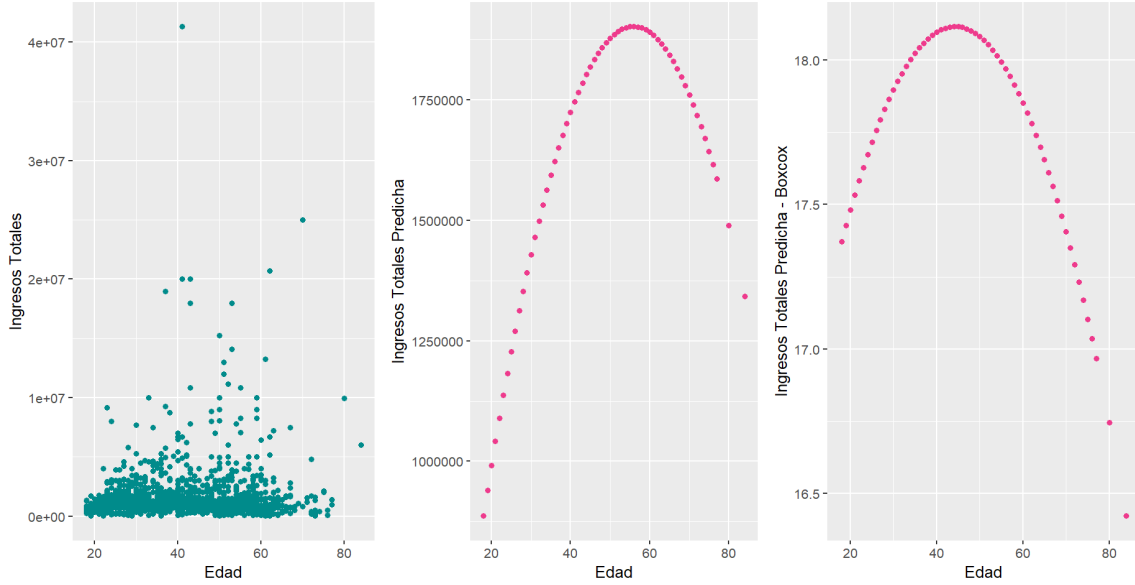 Ingresos Totales
4e+07
3e+07
2e+07
1e+07
0e+00
20 40 60 80
Edad
Ingresos Totales Predicha
1750000
1500000
1250000
1000000
20 40 60 80
Edad
Ingresos Totales Predicha - Boxcox
18.0
17.5
17.0
16.5
20 40 60 80
Edad